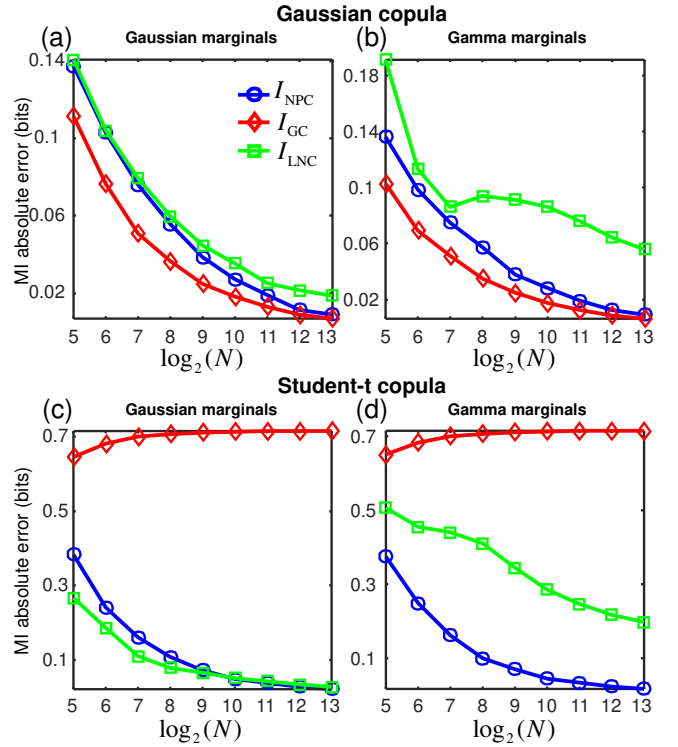 Gaussian copula
(a) Gaussian marginals
(b) Gamma marginals
MI absolute error (bits)
0.14
0.1
0.06
0.02
I_NPC
I_GC
I_LNC
5 6 7 8 9 10 11 12 13
log₂(N)
0.18
0.14
0.1
0.06
0.02
5 6 7 8 9 10 11 12 13
log₂(N)
Student-t copula
(c) Gaussian marginals
(d) Gamma marginals
MI absolute error (bits)
0.7
0.5
0.3
0.1
5 6 7 8 9 10 11 12 13
log₂(N)
0.7
0.5
0.3
0.1
5 6 7 8 9 10 11 12 13
log₂(N)